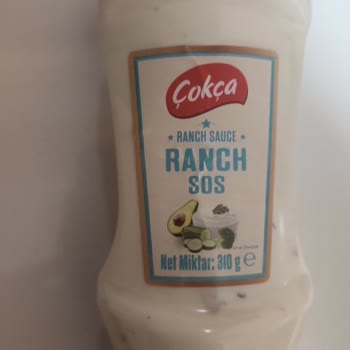 Çokça
RANCH SAUCE
RANCH
SOS
Net Miktar: 310 g ℮